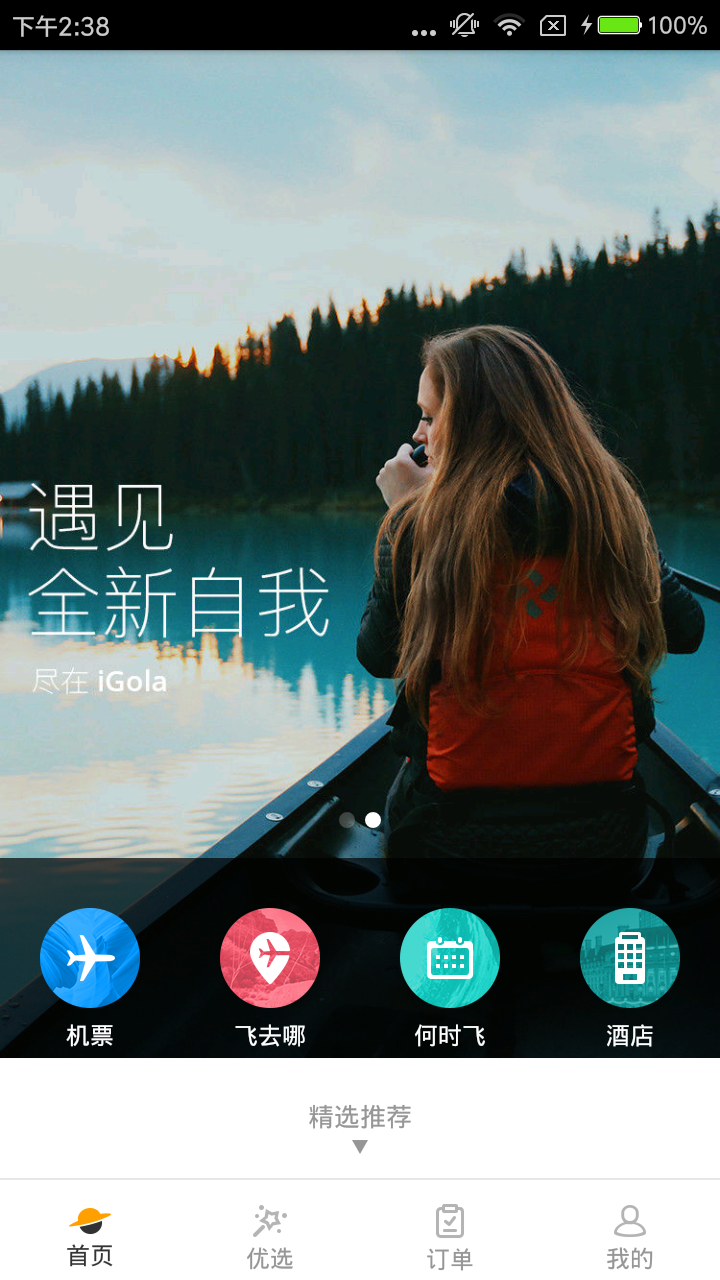 下午2:38
100%
遇见
全新自我
尽在 iGola
机票
飞去哪
何时飞
酒店
精选推荐
首页
优选
订单
我的